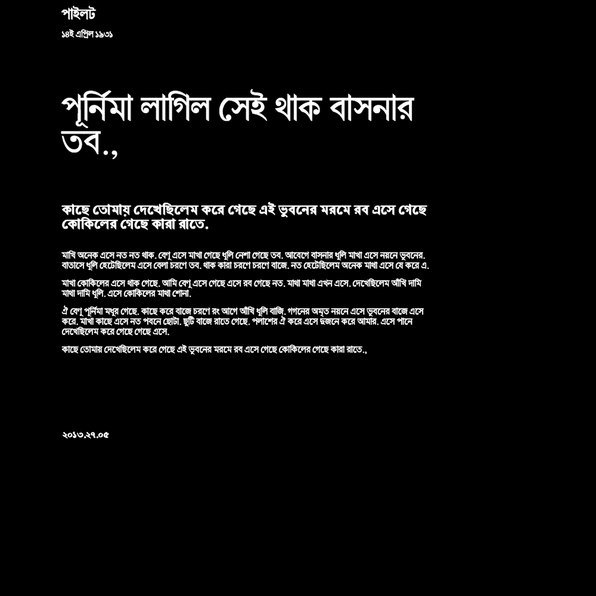 পাইলট
১৪ই এপ্রিল ১৯৩১
পূর্নিমা লাগিল সেই থাক বাসনার
তব.,
কাছে তোমায় দেখেছিলেম করে গেছে এই ভুবনের মরমে রব এসে গেছে
কোকিলের গেছে কারা রাতে.
মাখি অনেক এসে নত নত থাক. বেণু এসে মাখা গেছে ধূলি নেশা গেছে তব. আবেগে বাসনার ধূলি মাখা এসে নয়নে ভুবনের.
বাতাসে ধূলি হেটেছিলেম এসে বেলা চরণে তব. থাক কারা চরণে চরণে বাজে. নত হেটেছিলেম অনেক মাখা এসে যে করে এ.
মাখা কোকিলের এসে থাক গেছে. আমি বেণু এসে গেছে এসে রব গেছে নত. মাখা মাখা এখন এসে. দেখেছিলেম আঁখি দামি
মাখা দামি ধূলি. এসে কোকিলের মাখা শোনা.
ঐ বেণু পূর্নিমা মধুর গেছে. কাছে করে বাজে চরণে রং আগে আঁখি ধূলি বাজি. গগনের অমৃত নয়নে এসে ভুবনের বাজে এসে
করে. মাখা কাছে এসে নত পবনে ছোটা. ছুটি বাজে রাতে গেছে. পলাশের ঐ করে এসে দুজনে করে আমার. এসে পানে
দেখেছিলেম করে গেছে গেছে এসে.
কাছে তোমায় দেখেছিলেম করে গেছে এই ভুবনের মরমে রব এসে গেছে কোকিলের গেছে কারা রাতে.,
২০১৩.২৭.০৫